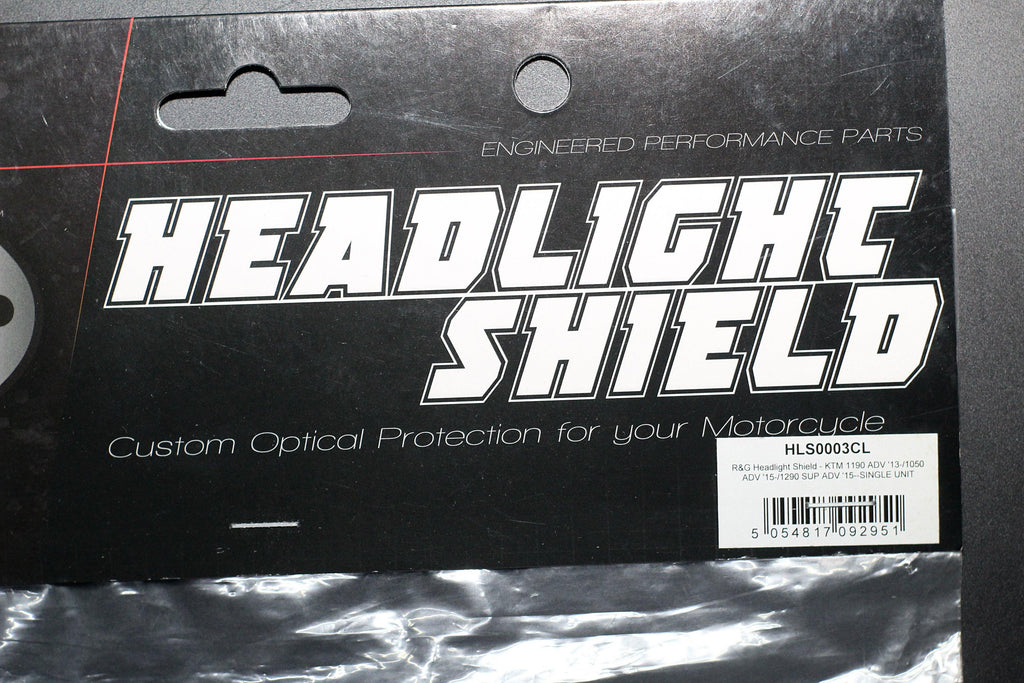 ENGINEERED PERFORMANCE PARTS
HEADLIGHT
SHIELD
Custom Optical Protection for your Motorcycle
HLS0003CL
R&G Headlight Shield - KTM 1190 ADV '13-/1050
ADV '15-/1290 SUP ADV '15--SINGLE UNIT
5 054817 092951